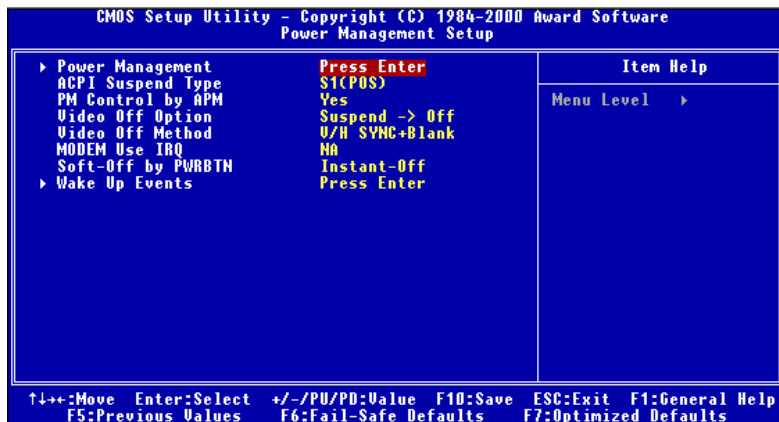 CMOS Setup Utility - Copyright (C) 1984-2000 Award Software
Power Management Setup
▸ Power Management Press Enter
ACPI Suspend Type S1(POS)
PM Control by APM Yes
Video Off Option Suspend -> Off
Video Off Method V/H SYNC+Blank
MODEM Use IRQ NA
Soft-Off by PWRBTN Instant-Off
▸ Wake Up Events Press Enter
Item Help
Menu Level ▸
↑↓→←:Move Enter:Select +/-/PU/PD:Value F10:Save ESC:Exit F1:General Help
F5:Previous Values F6:Fail-Safe Defaults F7:Optimized Defaults